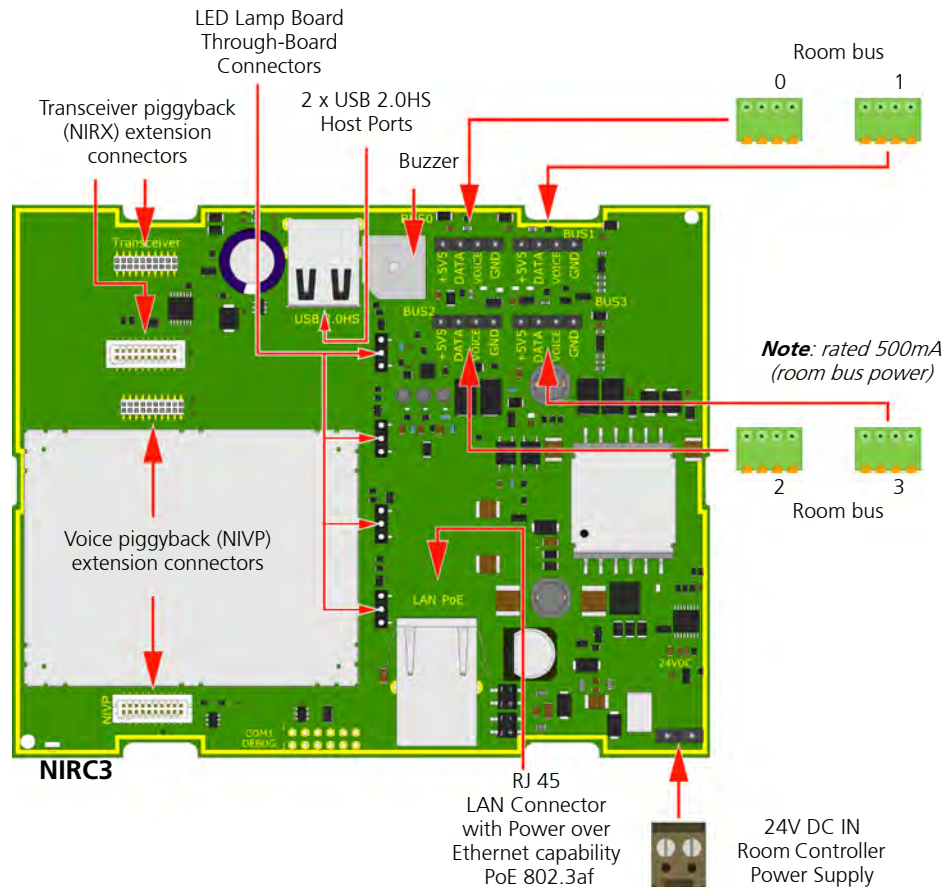 LED Lamp Board
Through-Board
Connectors
Room bus
0
1
2 x USB 2.0HS
Host Ports
Transceiver piggyback
(NIRX) extension
connectors
Buzzer
BUS0
BUS1
Transceiver
+5VS
DATA
VOICE
GND
+5VS
DATA
VOICE
GND
USB 2.0HS
BUS2
BUS3
+5VS
DATA
VOICE
GND
+5VS
DATA
VOICE
GND
Note: rated 500mA
(room bus power)
2
3
Room bus
Voice piggyback (NIVP)
extension connectors
LAN PoE
24VDC
NIVP
COM1
DEBUG
NIRC3
RJ 45
LAN Connector
with Power over
Ethernet capability
PoE 802.3af
24V DC IN
Room Controller
Power Supply